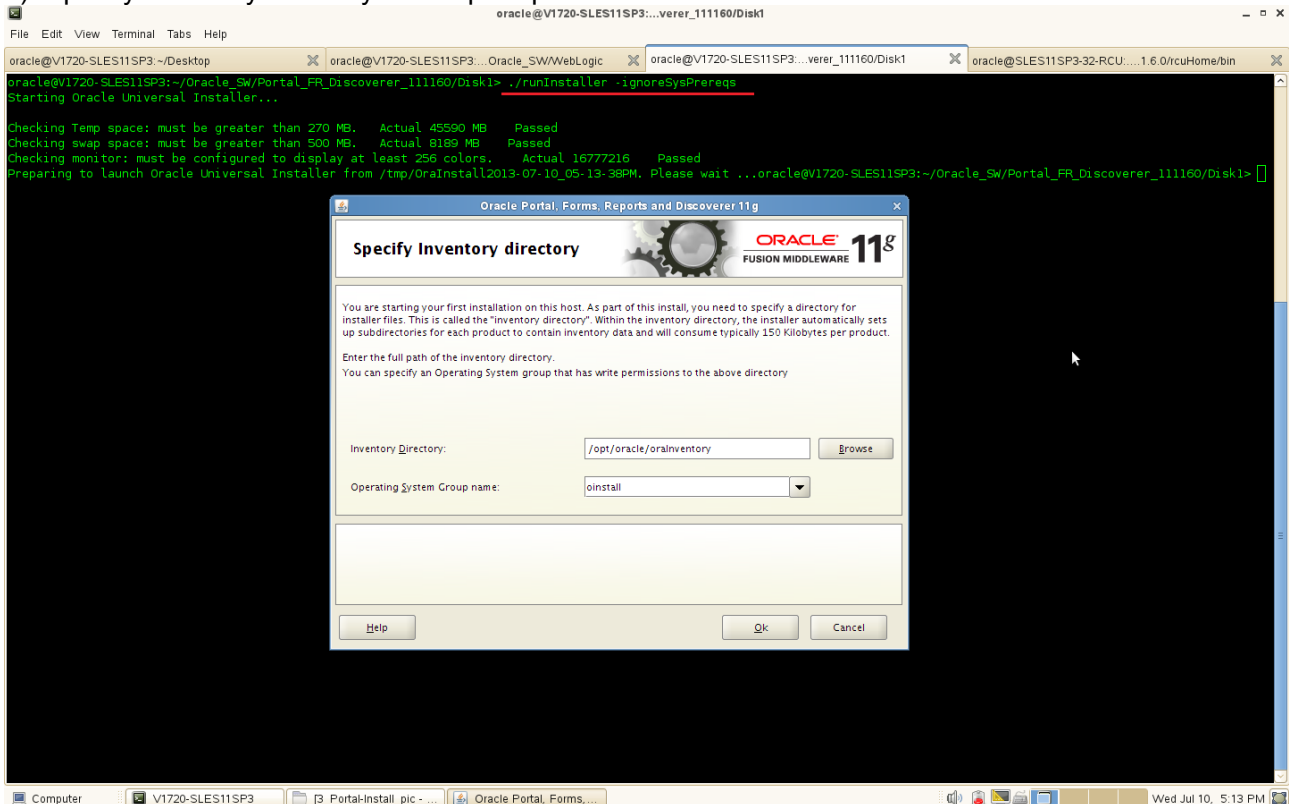 oracle@V1720-SLES11SP3:...verer_111160/Disk1
File Edit View Terminal Tabs Help
oracle@V1720-SLES11SP3:~/Desktop oracle@V1720-SLES11SP3:...Oracle_SW/WebLogic oracle@V1720-SLES11SP3:...verer_111160/Disk1 oracle@SLES11SP3-32-RCU:....1.6.0/rcuHome/bin
oracle@V1720-SLES11SP3:~/Oracle_SW/Portal_FR_Discoverer_111160/Disk1> ./runInstaller -ignoreSysPrereqs
Starting Oracle Universal Installer...
Checking Temp space: must be greater than 270 MB. Actual 45590 MB Passed
Checking swap space: must be greater than 500 MB. Actual 8189 MB Passed
Checking monitor: must be configured to display at least 256 colors. Actual 16777216 Passed
Preparing to launch Oracle Universal Installer from /tmp/OraInstall2013-07-10_05-13-38PM. Please wait ...oracle@V1720-SLES11SP3:~/Oracle_SW/Portal_FR_Discoverer_111160/Disk1>
Oracle Portal, Forms, Reports and Discoverer 11g
Specify Inventory directory
ORACLE 11g
FUSION MIDDLEWARE
You are starting your first installation on this host. As part of this install, you need to specify a directory for
installer files. This is called the "inventory directory". Within the inventory directory, the installer automatically sets
up subdirectories for each product to contain inventory data and will consume typically 150 Kilobytes per product.
Enter the full path of the inventory directory.
You can specify an Operating System group that has write permissions to the above directory
Inventory Directory: /opt/oracle/oraInventory Browse
Operating System Group name: oinstall
Help Ok Cancel
Computer V1720-SLES11SP3 [3 Portal-Install pic - ... Oracle Portal, Forms,... Wed Jul 10, 5:13 PM